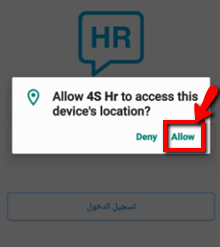 HR
Allow 4S Hr to access this
device's location?
Deny
Allow
تسجيل الدخول